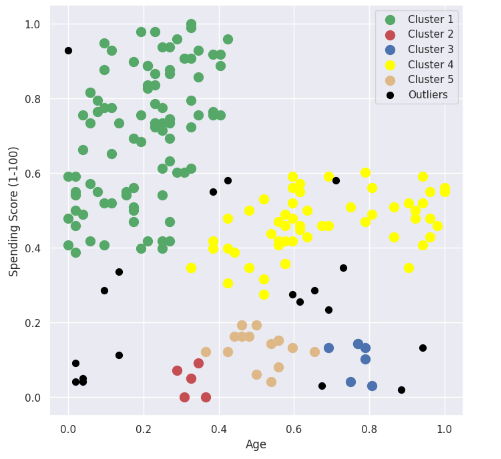 Cluster 1
Cluster 2
Cluster 3
Cluster 4
Cluster 5
Outliers
1.0
0.8
0.6
0.4
0.2
0.0
Spending Score (1-100)
0.0 0.2 0.4 0.6 0.8 1.0
Age